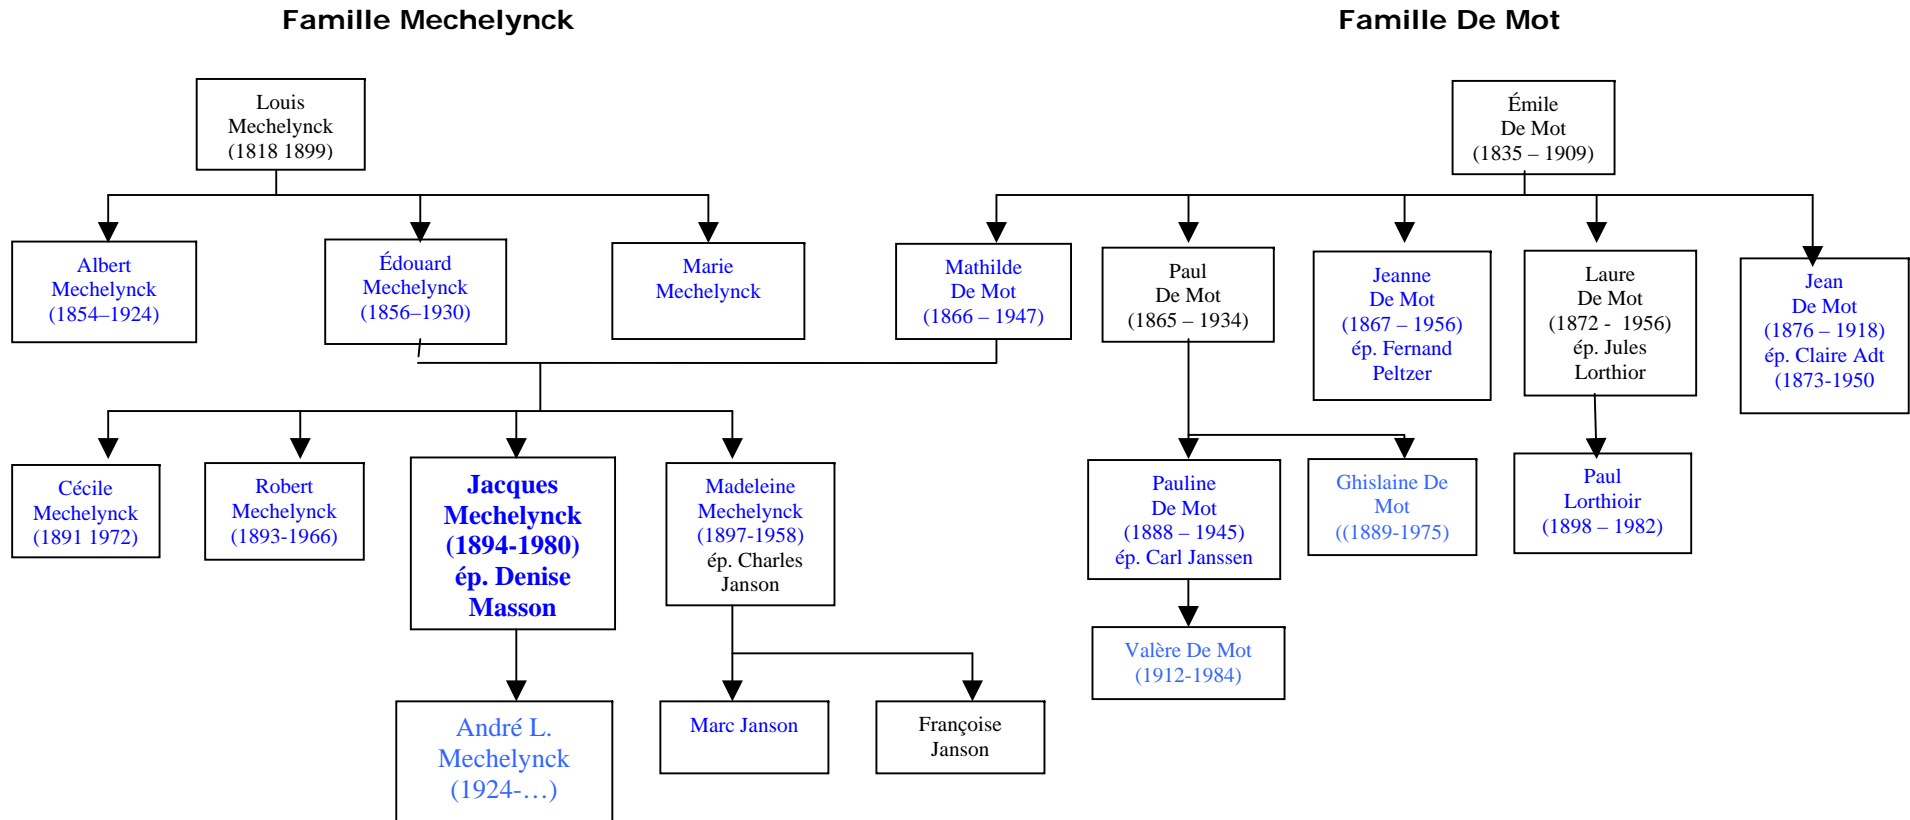 Famille Mechelynck
Famille De Mot
Louis
Mechelynck
(1818 1899)
Émile
De Mot
(1835 – 1909)
Albert
Mechelynck
(1854–1924)
Édouard
Mechelynck
(1856–1930)
Marie
Mechelynck
Mathilde
De Mot
(1866 – 1947)
Paul
De Mot
(1865 – 1934)
Jeanne
De Mot
(1867 – 1956)
ép. Fernand
Peltzer
Laure
De Mot
(1872 - 1956)
ép. Jules
Lorthior
Jean
De Mot
(1876 – 1918)
ép. Claire Adt
(1873-1950
Cécile
Mechelynck
(1891 1972)
Robert
Mechelynck
(1893-1966)
Jacques
Mechelynck
(1894-1980)
ép. Denise
Masson
Madeleine
Mechelynck
(1897-1958)
ép. Charles
Janson
Pauline
De Mot
(1888 – 1945)
ép. Carl Janssen
Ghislaine De
Mot
((1889-1975)
Paul
Lorthioir
(1898 – 1982)
Valère De Mot
(1912-1984)
André L.
Mechelynck
(1924-…)
Marc Janson
Françoise
Janson